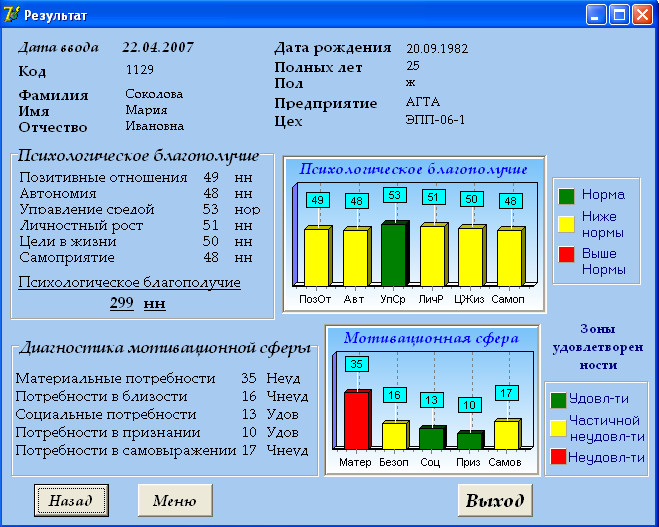 Результат
Дата ввода 22.04.2007
Дата рождения 20.09.1982
Код 1129
Полных лет 25
Пол ж
Фамилия Соколова
Имя Мария
Отчество Ивановна
Предприятие АГТА
Цех ЭПП-06-1
Психологическое благополучие
Позитивные отношения 49 нн
Автономия 48 нн
Управление средой 53 нор
Личностный рост 51 нн
Цели в жизни 50 нн
Самоприятие 48 нн
Психологическое благополучие
299 нн
Психологическое благополучие
49 48 53 51 50 48
ПозОт Авт УпСр ЛичР ЦЖиз Самоп
Норма
Ниже
нормы
Выше
Нормы
Диагностика мотивационной сферы
Материальные потребности 35 Неуд
Потребности в близости 16 Чнеуд
Социальные потребности 13 Удов
Потребности в признании 10 Удов
Потребности в самовыражении 17 Чнеуд
Мотивационная сфера
35 16 13 10 17
Матер Безоп Соц Приз Самов
Зоны
удовлетворен
ности
Удовл-ти
Частичной
неудовл-ти
Неудовл-ти
Назад
Меню
Выход